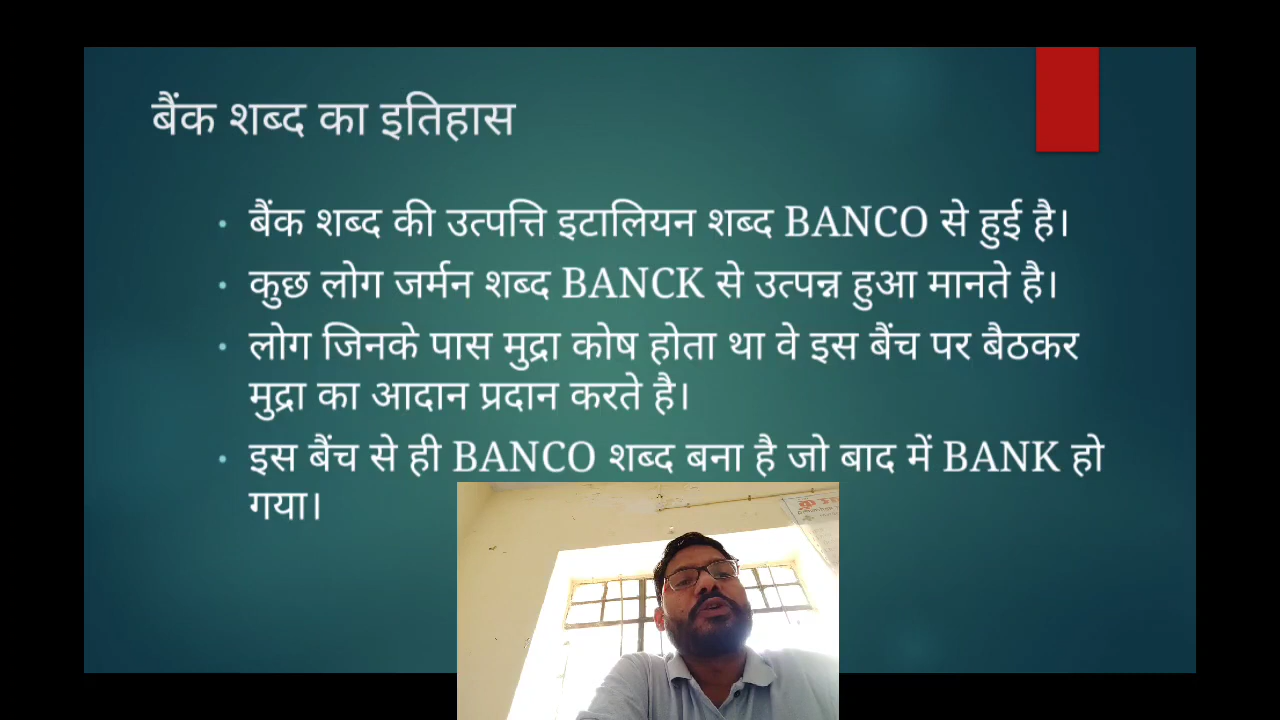 बैंक शब्द का इतिहास
• बैंक शब्द की उत्पत्ति इटालियन शब्द BANCO से हुई है।
• कुछ लोग जर्मन शब्द BANCK से उत्पन्न हुआ मानते है।
• लोग जिनके पास मुद्रा कोष होता था वे इस बैंच पर बैठकर
मुद्रा का आदान प्रदान करते है।
• इस बैंच से ही BANCO शब्द बना है जो बाद में BANK हो
गया।